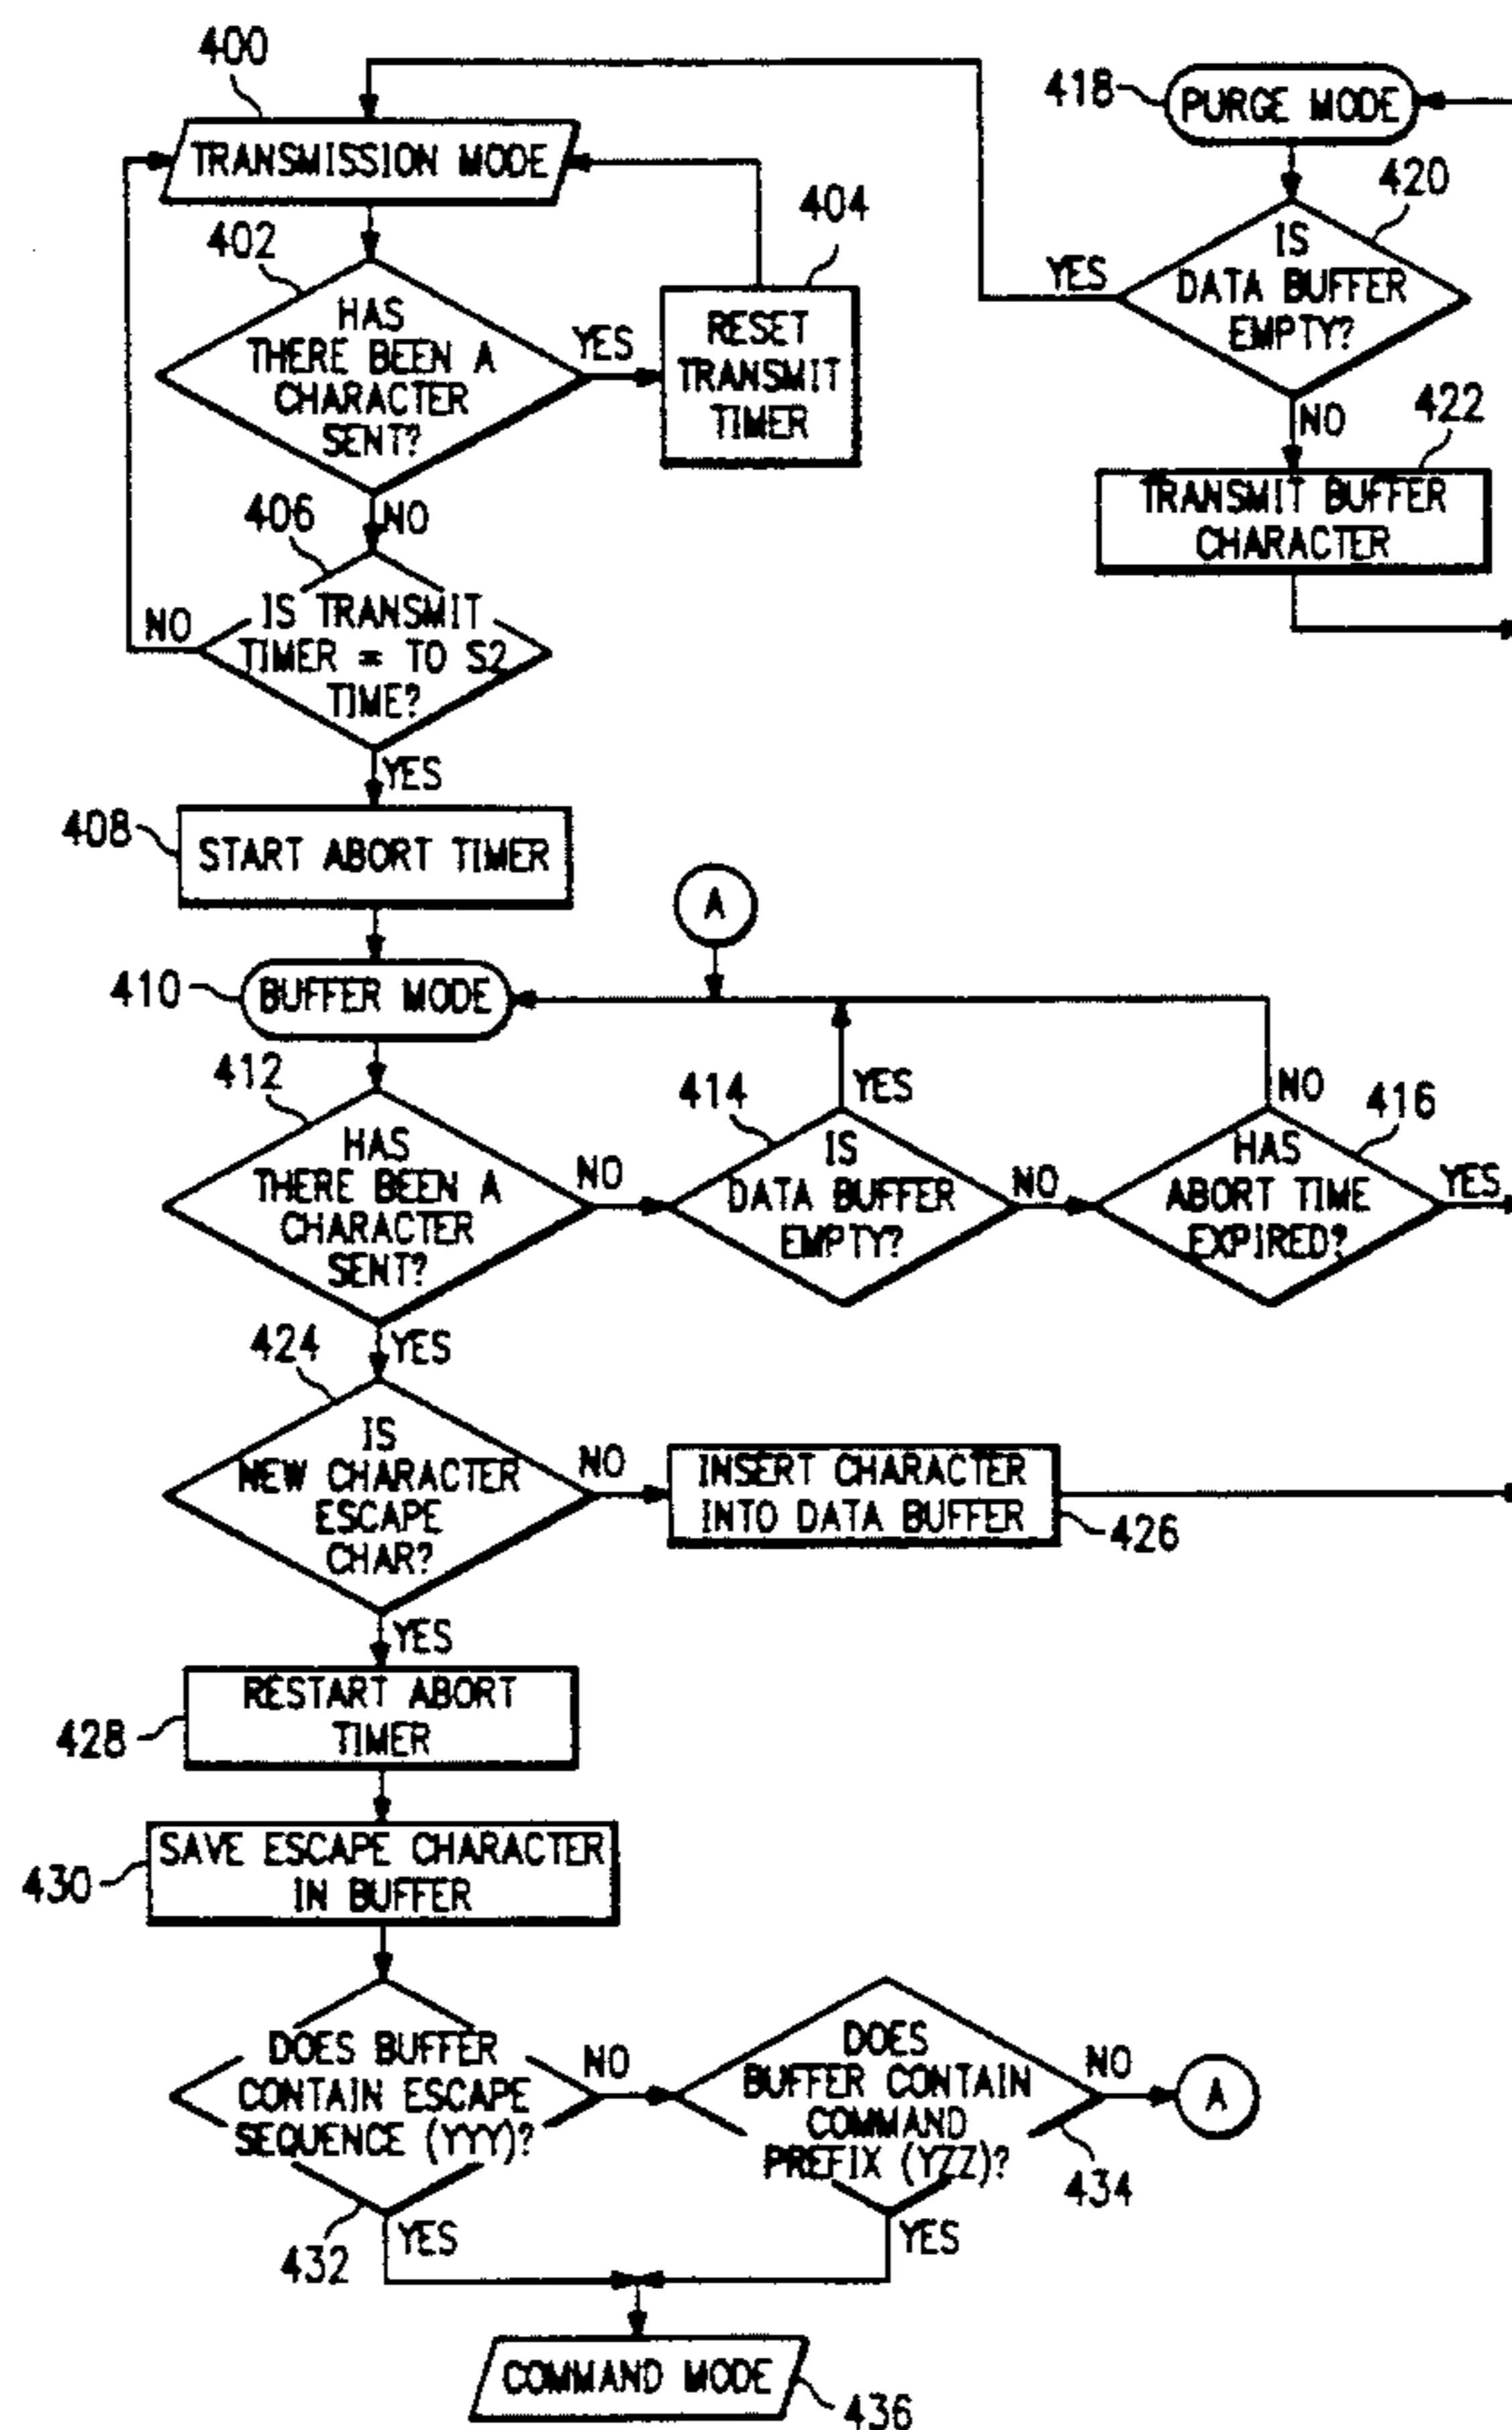 400
TRANSMISSION MODE
402
HAS
THERE BEEN A
CHARACTER
SENT?
YES
404
RESET
TRANSMIT
TIMER
NO
406
IS TRANSMIT
TIMER = TO S2
TIME?
NO
YES
408
START ABORT TIMER
418
PURGE MODE
420
IS
DATA BUFFER
EMPTY?
YES
NO
422
TRANSMIT BUFFER
CHARACTER
A
410
BUFFER MODE
412
HAS
THERE BEEN A
CHARACTER
SENT?
NO
414
IS
DATA BUFFER
EMPTY?
YES
NO
416
HAS
ABORT TIME
EXPIRED?
NO
YES
YES
424
IS
NEW CHARACTER
ESCAPE
CHAR?
NO
INSERT CHARACTER
INTO DATA BUFFER
426
YES
428
RESTART ABORT
TIMER
430
SAVE ESCAPE CHARACTER
IN BUFFER
DOES BUFFER
CONTAIN ESCAPE
SEQUENCE (YYY)?
432
NO
YES
DOES
BUFFER CONTAIN
COMMAND
PREFIX (YZZ)?
434
NO
A
YES
COMMAND MODE
436